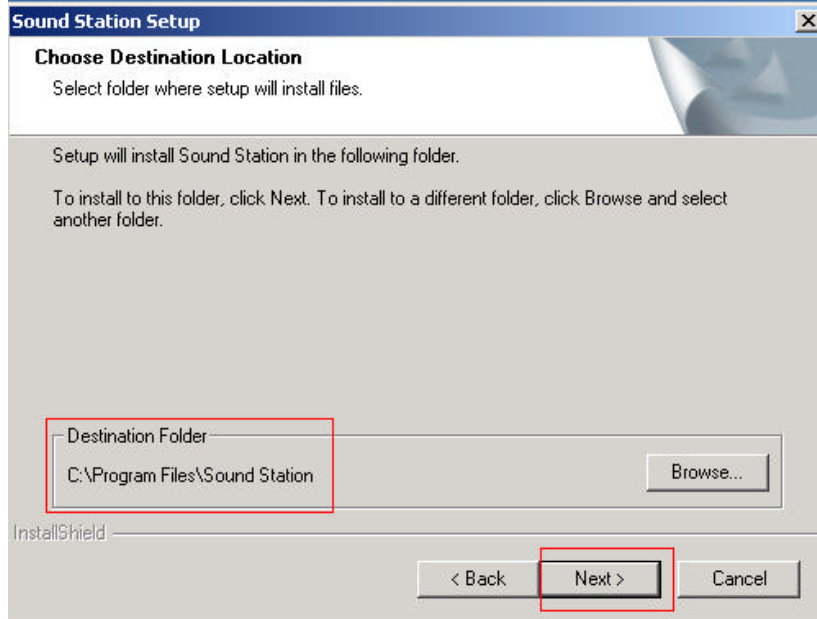 Sound Station Setup
Choose Destination Location
Select folder where setup will install files.
Setup will install Sound Station in the following folder.
To install to this folder, click Next. To install to a different folder, click Browse and select
another folder.
Destination Folder
C:\Program Files\Sound Station
Browse...
InstallShield
< Back
Next >
Cancel